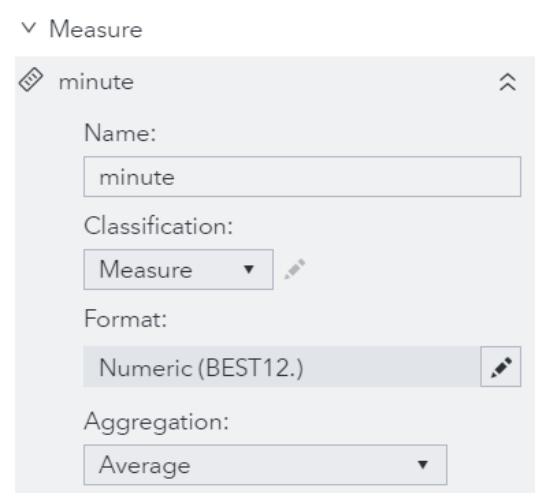 Measure
minute
Name:
minute
Classification:
Measure
Format:
Numeric (BEST12.)
Aggregation:
Average